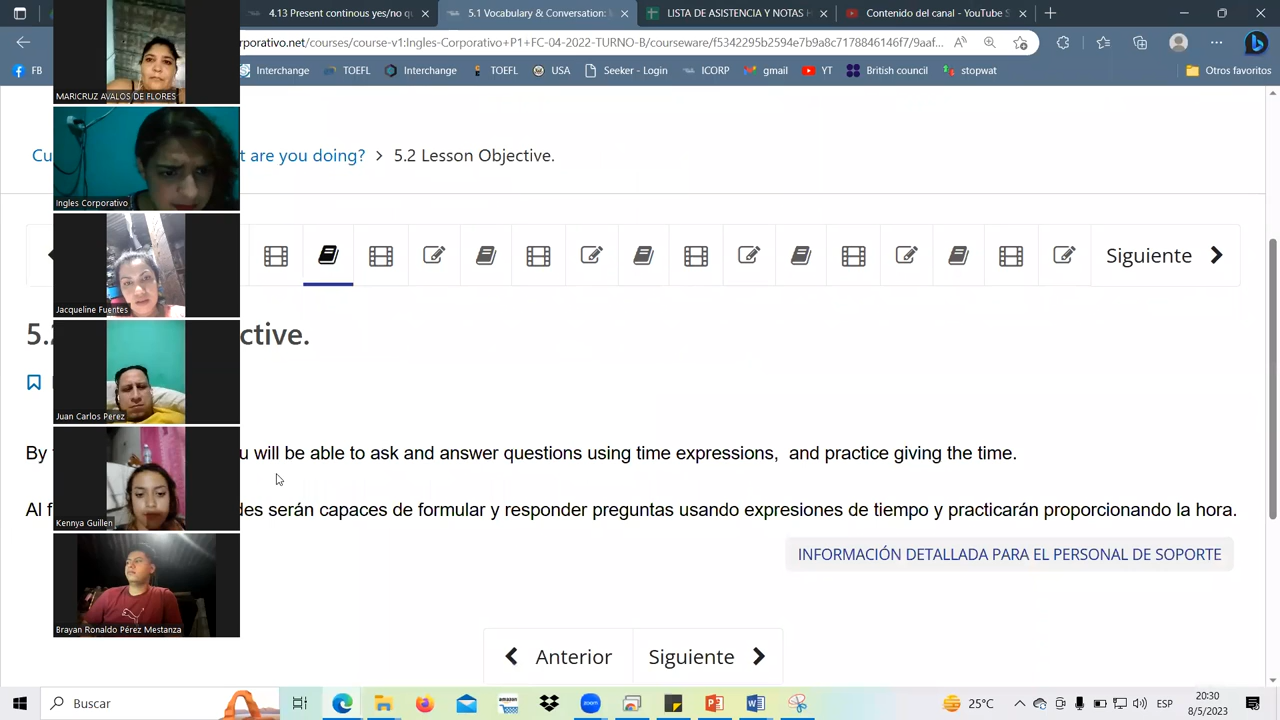 4.13 Present continuous yes/no q
5.1 Vocabulary & Conversation:
LISTA DE ASISTENCIA Y NOTAS
Contenido del canal - YouTube S
rporativo.net/courses/course-v1:Ingles-Corporativo+P1+FC-04-2022-TURNO-B/courseware/f5342295b2594e7b9a8c7178846146f7/9aaf...
FB
Interchange
TOEFL
Interchange
TOEFL
USA
Seeker - Login
ICORP
gmail
YT
British council
stopwat
Otros favoritos
MARICRUZ AVALOS DE FLORES
Cu
t are you doing? > 5.2 Lesson Objective.
Ingles Corporativo
Siguiente
Jacqueline Fuentes
5.2
ctive.
Juan Carlos Perez
By
u will be able to ask and answer questions using time expressions, and practice giving the time.
Al f
des serán capaces de formular y responder preguntas usando expresiones de tiempo y practicarán proporcionando la hora.
Kennya Guillen
INFORMACIÓN DETALLADA PARA EL PERSONAL DE SOPORTE
Brayan Ronaldo Pérez Mestanza
Anterior
Siguiente
Buscar
amazon
zoom
25°C
ESP
20:30
8/5/2023